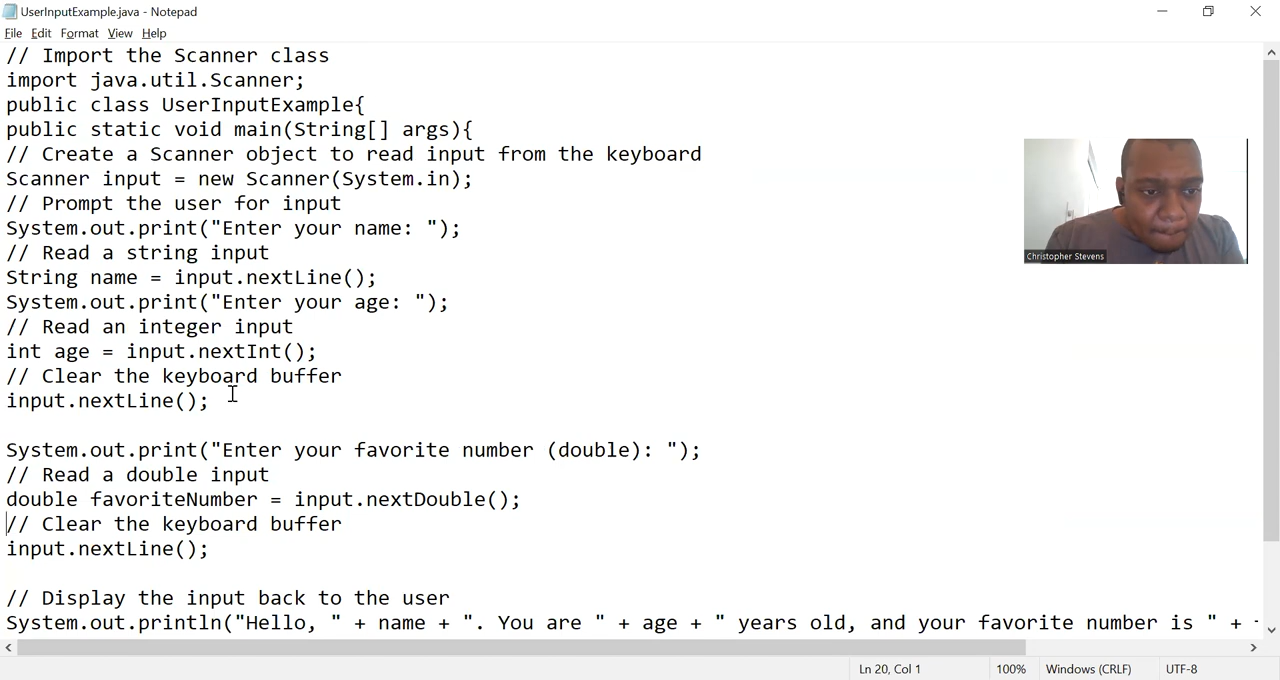 UserInputExample.java - Notepad
File Edit Format View Help
// Import the Scanner class
import java.util.Scanner;
public class UserInputExample{
public static void main(String[] args){
// Create a Scanner object to read input from the keyboard
Scanner input = new Scanner(System.in);
// Prompt the user for input
System.out.print("Enter your name: ");
// Read a string input
String name = input.nextLine();
System.out.print("Enter your age: ");
// Read an integer input
int age = input.nextInt();
// Clear the keyboard buffer
input.nextLine();
System.out.print("Enter your favorite number (double): ");
// Read a double input
double favoriteNumber = input.nextDouble();
// Clear the keyboard buffer
input.nextLine();
// Display the input back to the user
System.out.println("Hello, " + name + ". You are " + age + " years old, and your favorite number is " +
Christopher Stevens
Ln 20, Col 1
100%
Windows (CRLF)
UTF-8